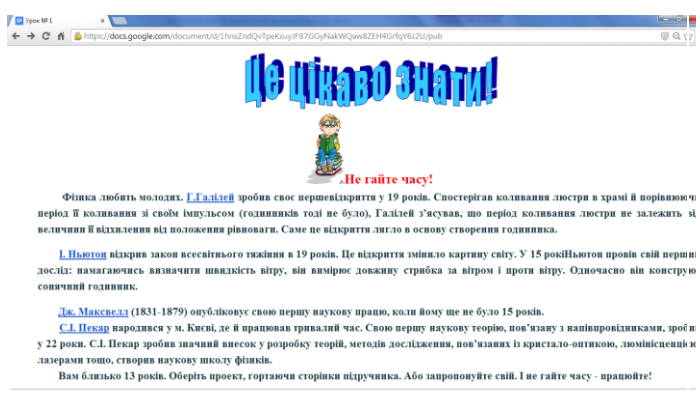 Урок №1
https://docs.google.com/document/d/1hnsZndQvTpeKxuyJF87GGyNakWQaw8ZEH4GrfqY6J2U/pub
Це цікаво знати!
Не гайте часу!
Фізика любить молодих. Г.Галілей зробив своє першевідкриття у 19 років. Спостерігав коливання люстри в храмі й порівнюючи
період її коливання зі своїм імпульсом (годинників тоді не було), Галілей з’ясував, що період коливання люстри не залежить
величини її відхилення від положення рівноваги. Саме це відкриття лягло в основу створення годинника.
І. Ньютон відкрив закон всесвітнього тяжіння в 19 років. Це відкриття змінило картину світу. У 15 рокіНьютон провів свій перши
дослід: намагаючись визначити швидкість вітру, він вимірює довжину стрибка за вітром і проти вітру. Одночасно він конструю
сонячний годинник.
Дж. Максвелл (1831-1879) опубліковує свою першу наукову працю, коли йому ще не було 15 років.
С.І. Пекар народився у м. Києві, де й працював тривалий час. Свою першу наукову теорію, пов’язану з напівпровідниками, зроби
у 22 роки. С.І. Пекар зробив значний внесок у розробку теорій, методів дослідження, пов’язаних із кристало-оптикою, люмінісценцію
лазерами тощо, створив наукову школу фізиків.
Вам близько 13 років. Оберіть проект, гортаючи сторінки підручника. Або запропонуйте свій. І не гайте часу - працюйте!